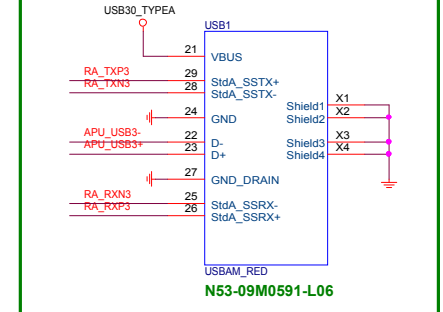 USB30_TYPEA
USB1
21 VBUS
RA_TXP3 29 StdA_SSTX+
RA_TXN3 28 StdA_SSTX-
X1
Shield1
24 GND
X2
Shield2
APU_USB3- 22 D-
X3
Shield3
APU_USB3+ 23 D+
X4
Shield4
27 GND_DRAIN
RA_RXN3 25 StdA_SSRX-
RA_RXP3 26 StdA_SSRX+
USBAM_RED
N53-09M0591-L06